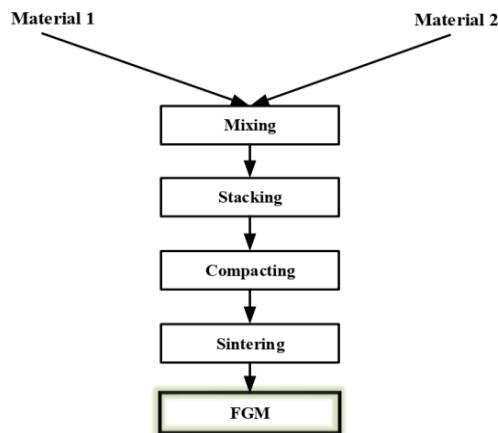 Material 1
Material 2
Mixing
Stacking
Compacting
Sintering
FGM